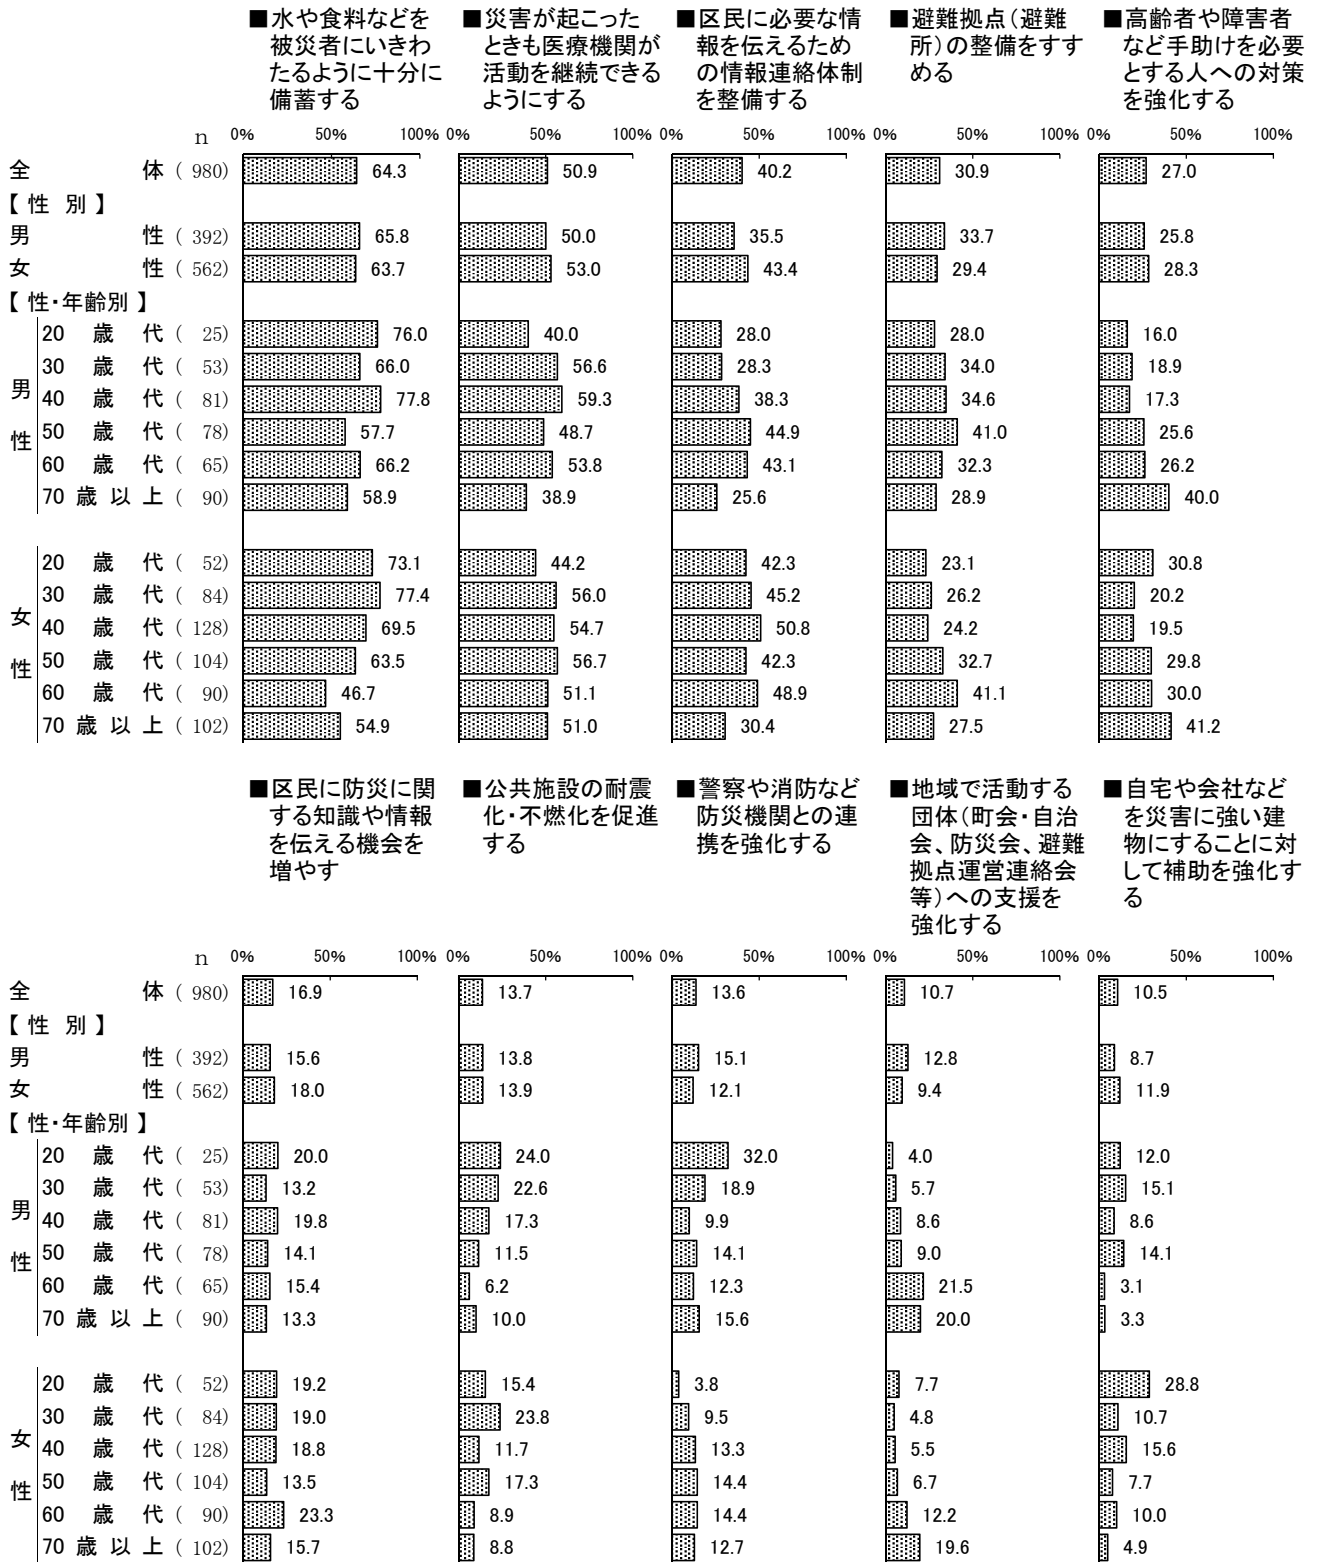 ■水や食料などを
被災者にいきわ
たるように十分に
備蓄する
■災害が起こった
ときも医療機関が
活動を継続できる
ようにする
■区民に必要な情
報を伝えるため
の情報連絡体制
を整備する
■避難拠点（避難
所）の整備をすす
める
■高齢者や障害者
など手助けを必要
とする人への対策
を強化する
n 0% 50% 100% 0% 50% 100% 0% 50% 100% 0% 50% 100% 0% 50% 100%
全体（980） 64.3 50.9 40.2 30.9 27.0
【性別】
男性（392） 65.8 50.0 35.5 33.7 25.8
女性（562） 63.7 53.0 43.4 29.4 28.3
【性・年齢別】
男性
20歳代（25） 76.0 40.0 28.0 28.0 16.0
30歳代（53） 66.0 56.6 28.3 34.0 18.9
40歳代（81） 77.8 59.3 38.3 34.6 17.3
50歳代（78） 57.7 48.7 44.9 41.0 25.6
60歳代（65） 66.2 53.8 43.1 32.3 26.2
70歳以上（90） 58.9 38.9 25.6 28.9 40.0
女性
20歳代（52） 73.1 44.2 42.3 23.1 30.8
30歳代（84） 77.4 56.0 45.2 26.2 20.2
40歳代（128） 69.5 54.7 50.8 24.2 19.5
50歳代（104） 63.5 56.7 42.3 32.7 29.8
60歳代（90） 46.7 51.1 48.9 41.1 30.0
70歳以上（102） 54.9 51.0 30.4 27.5 41.2
■区民に防災に関
する知識や情報
を伝える機会を
増やす
■公共施設の耐震
化・不燃化を促進
する
■警察や消防など
防災機関との連
携を強化する
■地域で活動する
団体（町会・自治
会、防災会、避難
拠点運営連絡会
等）への支援を
強化する
■自宅や会社など
を災害に強い建
物にすることに対
して補助を強化す
る
n 0% 50% 100% 0% 50% 100% 0% 50% 100% 0% 50% 100% 0% 50% 100%
全体（980） 16.9 13.7 13.6 10.7 10.5
【性別】
男性（392） 15.6 13.8 15.1 12.8 8.7
女性（562） 18.0 13.9 12.1 9.4 11.9
【性・年齢別】
男性
20歳代（25） 20.0 24.0 32.0 4.0 12.0
30歳代（53） 13.2 22.6 18.9 5.7 15.1
40歳代（81） 19.8 17.3 9.9 8.6 8.6
50歳代（78） 14.1 11.5 14.1 9.0 14.1
60歳代（65） 15.4 6.2 12.3 21.5 3.1
70歳以上（90） 13.3 10.0 15.6 20.0 3.3
女性
20歳代（52） 19.2 15.4 3.8 7.7 28.8
30歳代（84） 19.0 23.8 9.5 4.8 10.7
40歳代（128） 18.8 11.7 13.3 5.5 15.6
50歳代（104） 13.5 17.3 14.4 6.7 7.7
60歳代（90） 23.3 8.9 14.4 12.2 10.0
70歳以上（102） 15.7 8.8 12.7 19.6 4.9